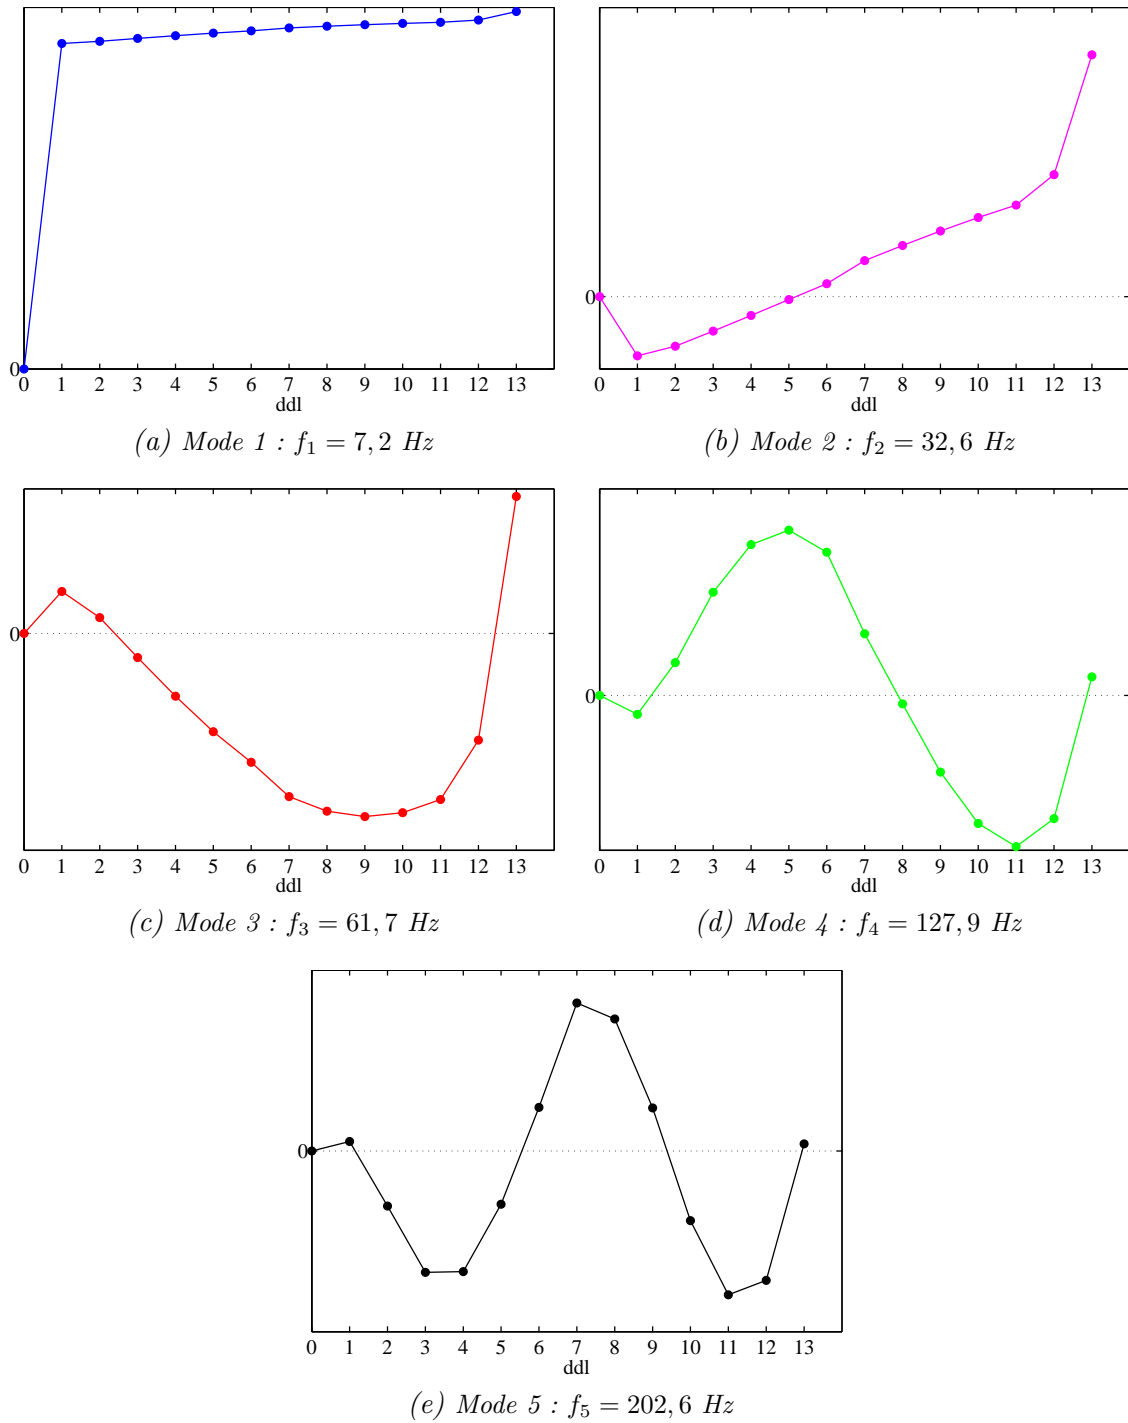 0
0 1 2 3 4 5 6 7 8 9 10 11 12 13
ddl
(a) Mode 1 : f₁ = 7, 2 Hz
0
0 1 2 3 4 5 6 7 8 9 10 11 12 13
ddl
(b) Mode 2 : f₂ = 32, 6 Hz
0
0 1 2 3 4 5 6 7 8 9 10 11 12 13
ddl
(c) Mode 3 : f₃ = 61, 7 Hz
0
0 1 2 3 4 5 6 7 8 9 10 11 12 13
ddl
(d) Mode 4 : f₄ = 127, 9 Hz
0
0 1 2 3 4 5 6 7 8 9 10 11 12 13
ddl
(e) Mode 5 : f₅ = 202, 6 Hz